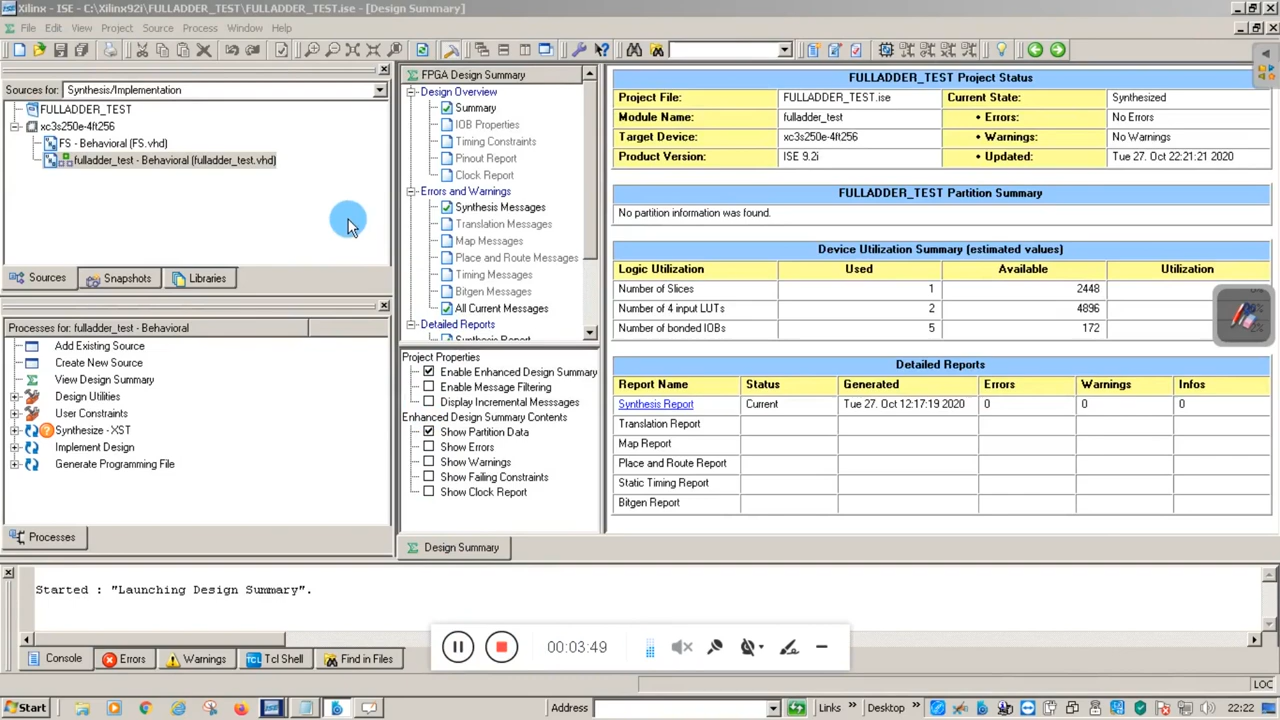 Xilinx - ISE - C:\Xilinx92i\FULLADDER_TEST\FULLADDER_TEST.ise - [Design Summary]
File Edit View Project Source Process Window Help
Sources for: Synthesis/Implementation
FULLADDER_TEST
xc3s250e-4ft256
FS - Behavioral (FS.vhd)
fulladder_test - Behavioral (fulladder_test.vhd)
Sources Snapshots Libraries
Processes for: fulladder_test - Behavioral
Add Existing Source
Create New Source
View Design Summary
Design Utilities
User Constraints
Synthesize - XST
Implement Design
Generate Programming File
Processes
FPGA Design Summary
Design Overview
Summary
IOB Properties
Timing Constraints
Pinout Report
Clock Report
Errors and Warnings
Synthesis Messages
Translation Messages
Map Messages
Place and Route Messages
Timing Messages
Bitgen Messages
All Current Messages
Detailed Reports
Synthesis Report
Project Properties
Enable Enhanced Design Summary
Enable Message Filtering
Display Incremental Messages
Enhanced Design Summary Contents
Show Partition Data
Show Errors
Show Warnings
Show Failing Constraints
Show Clock Report
Design Summary
FULLADDER_TEST Project Status
Project File: FULLADDER_TEST.ise Current State: Synthesized
Module Name: fulladder_test • Errors: No Errors
Target Device: xc3s250e-4ft256 • Warnings: No Warnings
Product Version: ISE 9.2i • Updated: Tue 27. Oct 22:21:21 2020
FULLADDER_TEST Partition Summary
No partition information was found.
Device Utilization Summary (estimated values)
Logic Utilization Used Available Utilization
Number of Slices 1 2448
Number of 4 input LUTs 2 4896
Number of bonded IOBs 5 172
Detailed Reports
Report Name Status Generated Errors Warnings Infos
Synthesis Report Current Tue 27. Oct 12:17:19 2020 0 0 0
Translation Report
Map Report
Place and Route Report
Static Timing Report
Bitgen Report
Started : "Launching Design Summary".
00:03:49
Console Errors Warnings TCL Tcl Shell Find in Files
LOC
Start Address Links » Desktop » 22:22